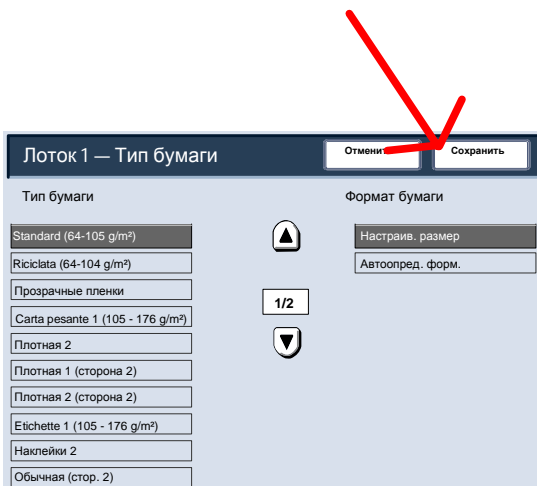 Лоток 1 — Тип бумаги
Отменить Сохранить
Тип бумаги
Формат бумаги
Standard (64-105 g/m²)
Riciclata (64-104 g/m²)
Прозрачные пленки
Carta pesante 1 (105 - 176 g/m²)
Плотная 2
Плотная 1 (сторона 2)
Плотная 2 (сторона 2)
Etichette 1 (105 - 176 g/m²)
Наклейки 2
Обычная (стор. 2)
1/2
Настраив. размер
Автоопред. форм.